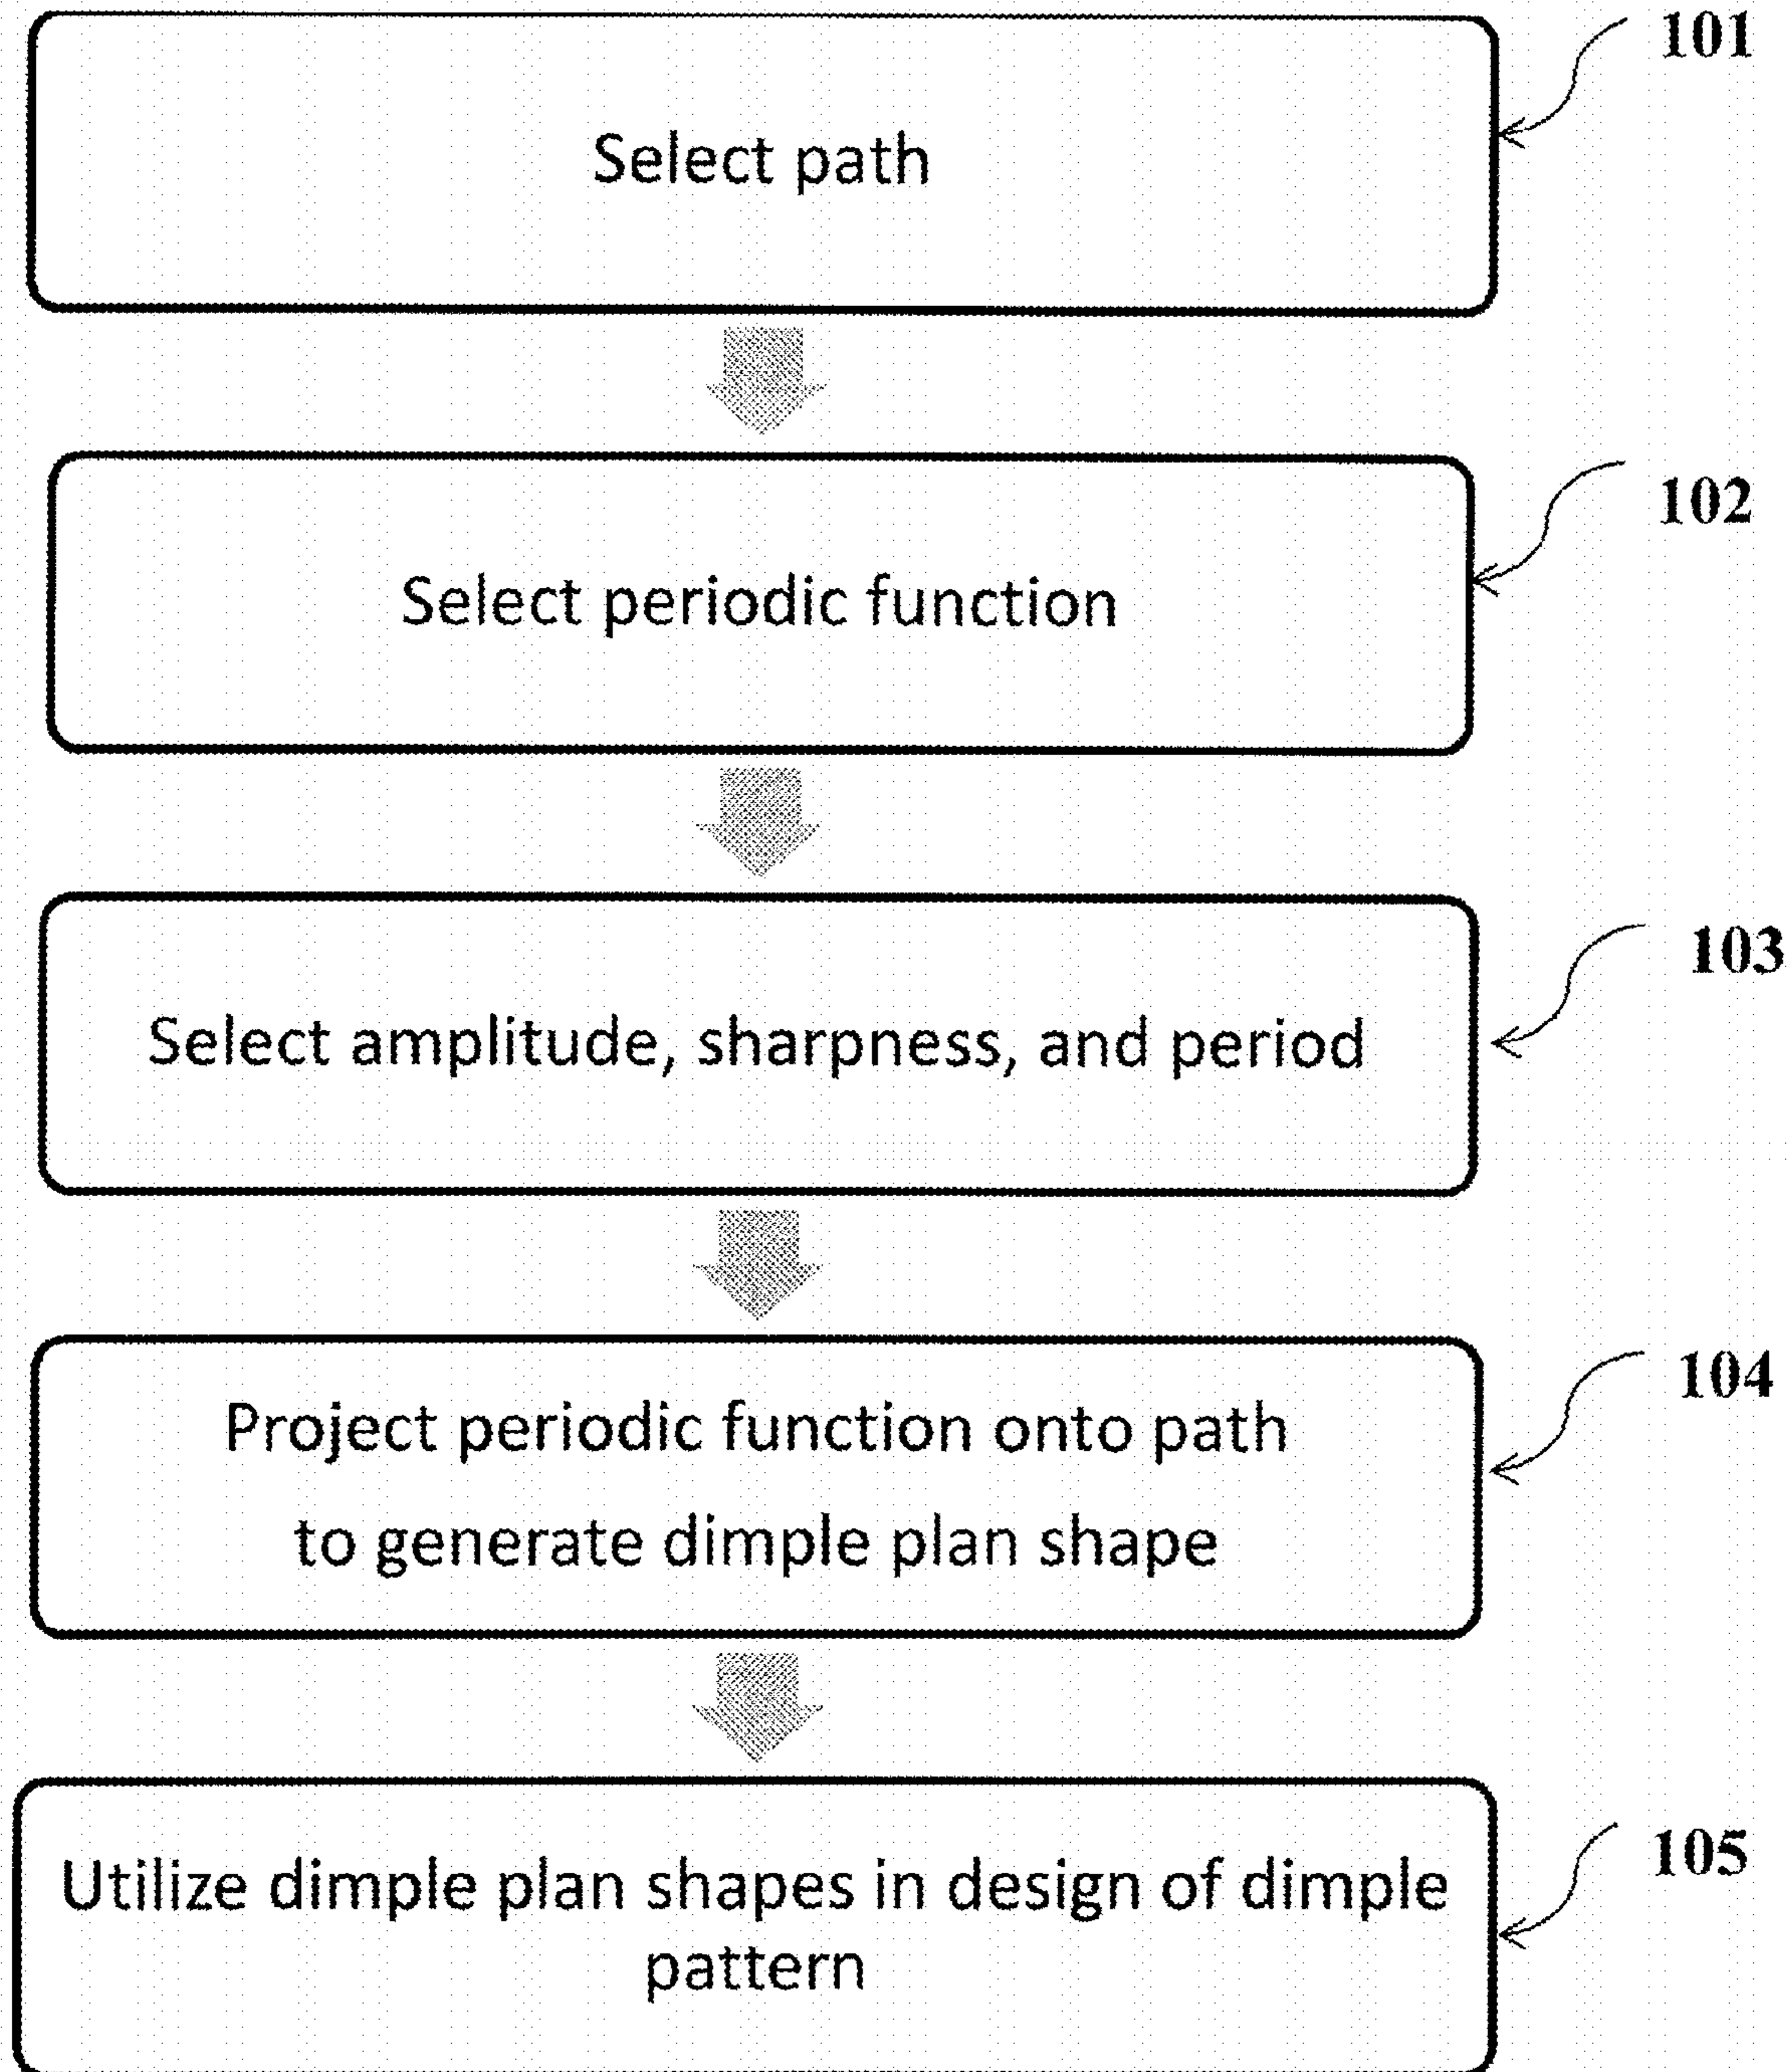 101
Select path
102
Select periodic function
103
Select amplitude, sharpness, and period
104
Project periodic function onto path
to generate dimple plan shape
105
Utilize dimple plan shapes in design of dimple
pattern